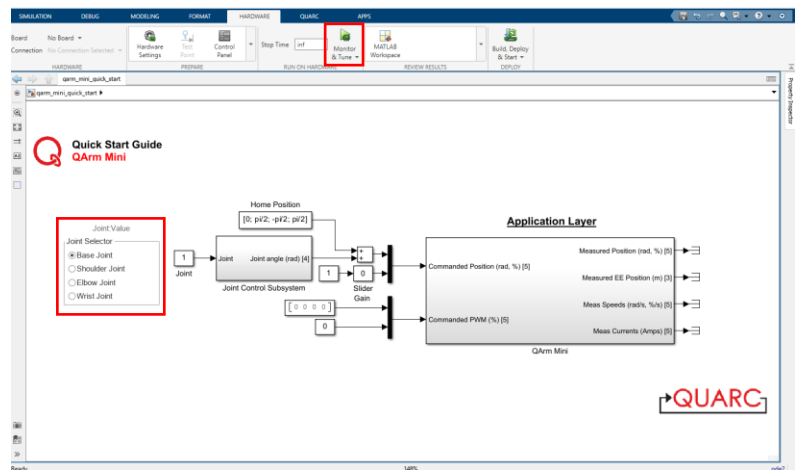 SIMULATION DEBUG MODELING FORMAT HARDWARE QUARC APPS
Board No Board
Connection No Connection Selected
Hardware Settings
Test Point
Control Panel
Stop Time inf
Monitor & Tune
MATLAB Workspace
Build, Deploy & Start
HARDWARE PREPARE RUN ON HARDWARE REVIEW RESULTS DEPLOY
qarm_mini_quick_start
qarm_mini_quick_start
Property Inspector
Quick Start Guide
QArm Mini
Home Position
[0; pi/2; -pi/2; pi/2]
Application Layer
Joint:Value
Joint Selector
Base Joint
Shoulder Joint
Elbow Joint
Wrist Joint
1
Joint
Joint Joint angle (rad) [4]
Joint Control Subsystem
+
+
1
0
Slider
Gain
[ 0 0 0 0 ]
0
Commanded Position (rad, %) [5]
Commanded PWM (%) [5]
Measured Position (rad, %) [5]
Measured EE Position (m) [3]
Meas Speeds (rad/s, %/s) [5]
Meas Currents (Amps) [5]
QArm Mini
QUARC
Ready 148%